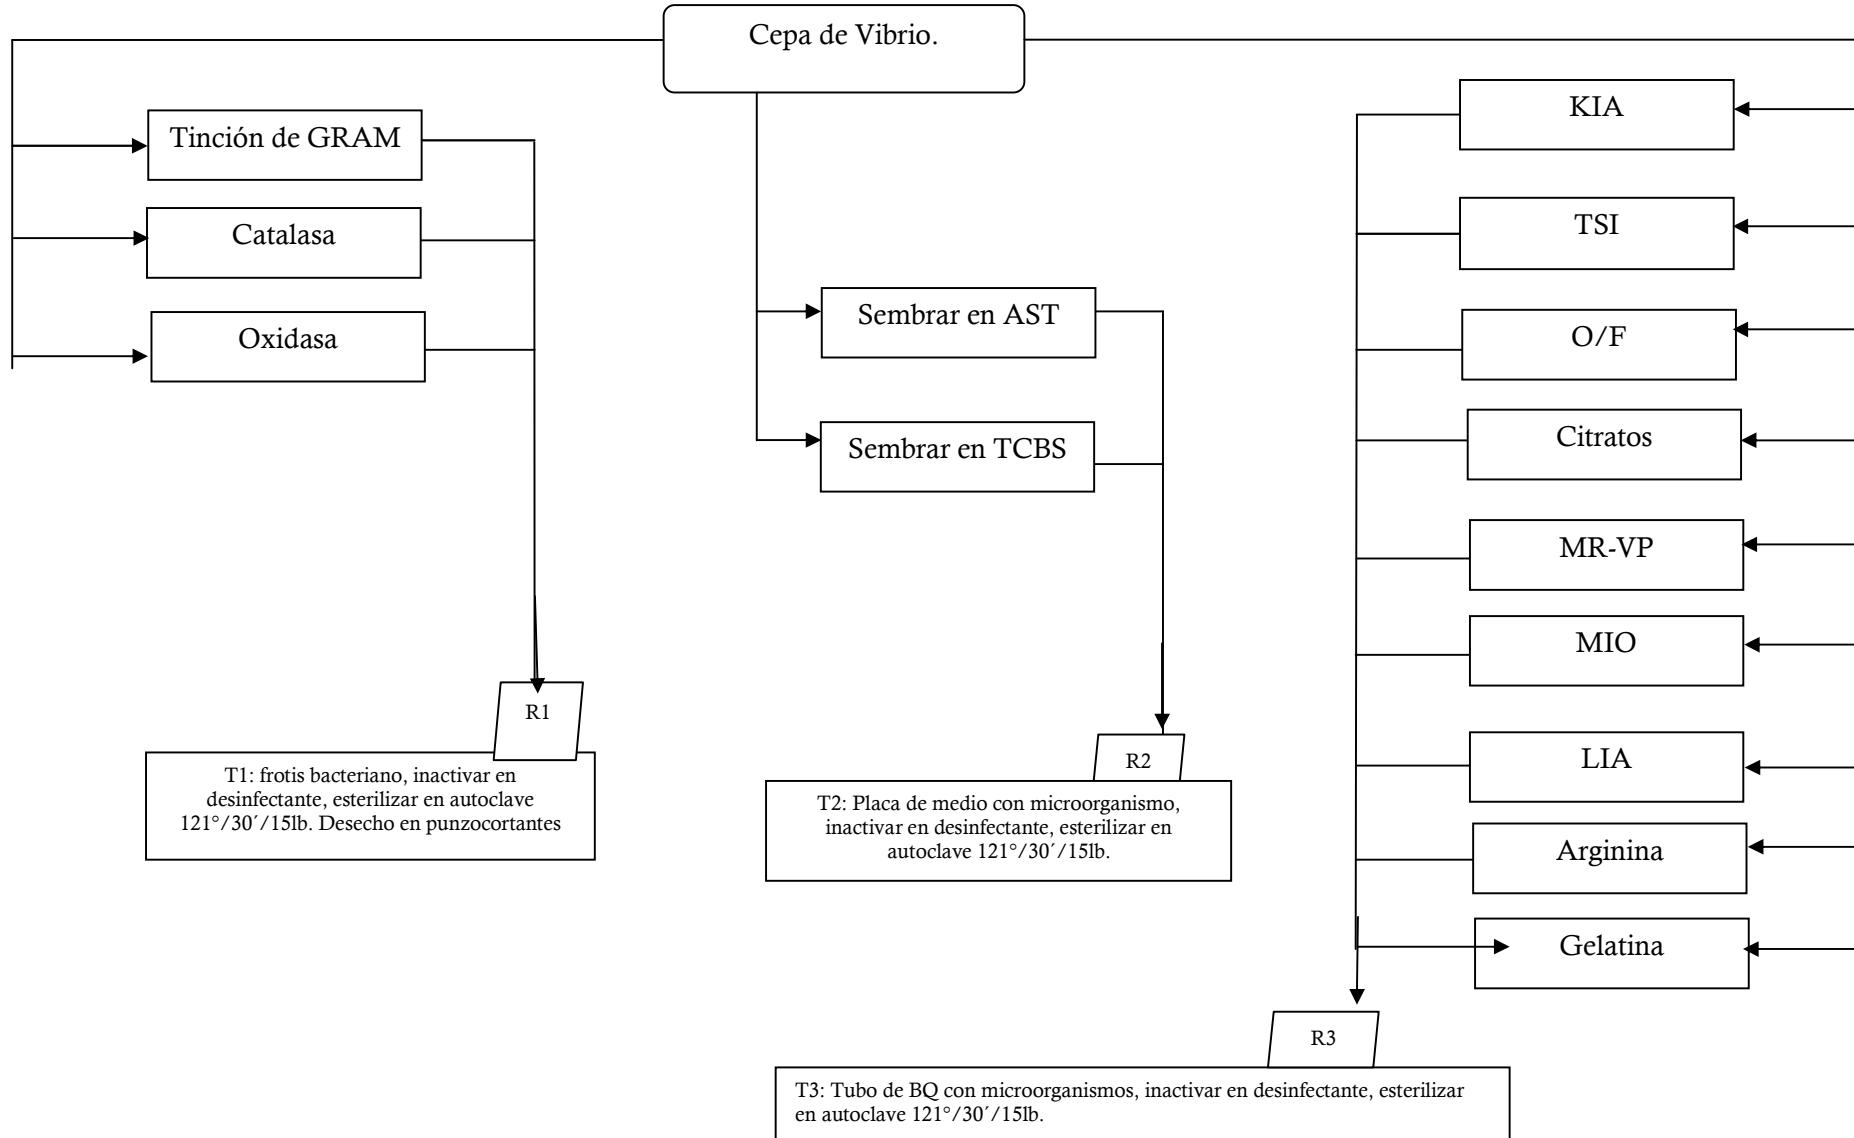 Cepa de Vibrio.
Tinción de GRAM
Catalasa
Oxidasa
Sembrar en AST
Sembrar en TCBS
KIA
TSI
O/F
Citratos
MR-VP
MIO
LIA
Arginina
Gelatina
R1
T1: frotis bacteriano, inactivar en
desinfectante, esterilizar en autoclave
121°/30´/15lb. Desecho en punzocortantes
R2
T2: Placa de medio con microorganismo,
inactivar en desinfectante, esterilizar en
autoclave 121°/30´/15lb.
R3
T3: Tubo de BQ con microorganismos, inactivar en desinfectante, esterilizar
en autoclave 121°/30´/15lb.